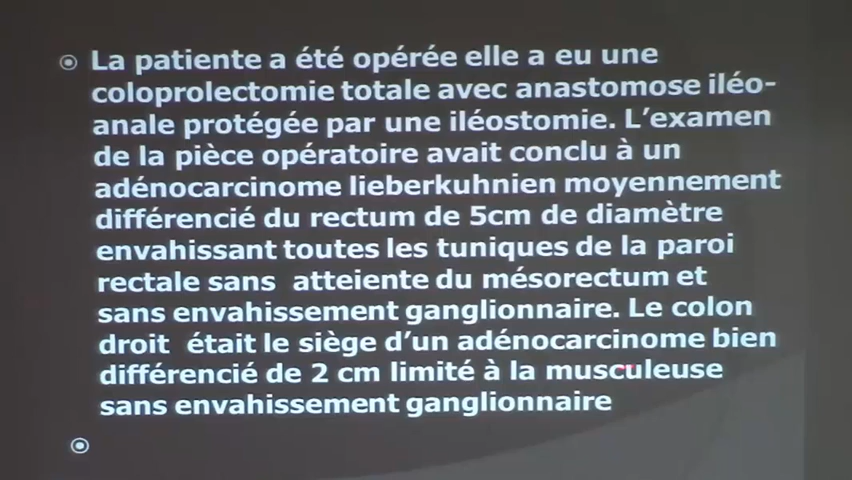 La patiente a été opérée elle a eu une
coloprolectomie totale avec anastomose iléo-
anale protégée par une iléostomie. L'examen
de la pièce opératoire avait conclu à un
adénocarcinome lieberkuhnien moyennement
différencié du rectum de 5cm de diamètre
envahissant toutes les tuniques de la paroi
rectale sans atteiente du mésorectum et
sans envahissement ganglionnaire. Le colon
droit était le siège d'un adénocarcinome bien
différencié de 2 cm limité à la musculeuse
sans envahissement ganglionnaire